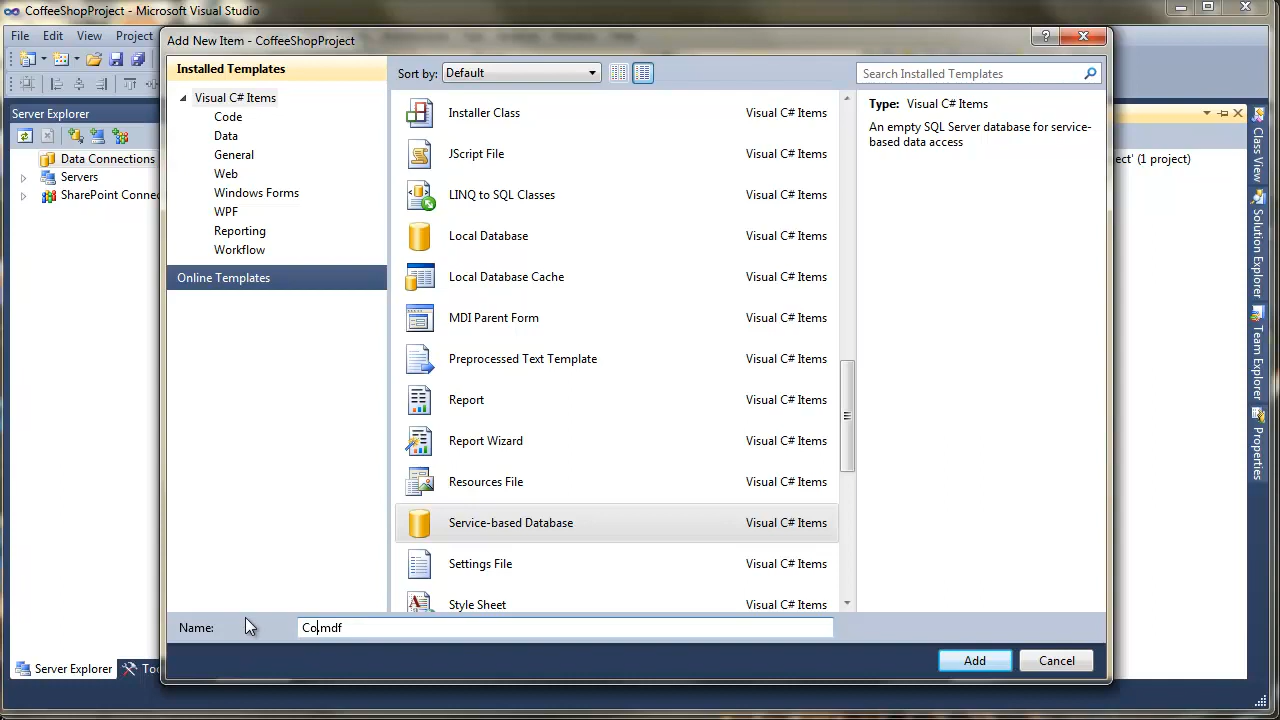 CoffeeShopProject - Microsoft Visual Studio
File Edit View Project
Add New Item - CoffeeShopProject
Installed Templates
Sort by: Default
Search Installed Templates
Visual C# Items
Code
Data
General
Web
Windows Forms
WPF
Reporting
Workflow
Online Templates
Installer Class Visual C# Items
JScript File Visual C# Items
LINQ to SQL Classes Visual C# Items
Local Database Visual C# Items
Local Database Cache Visual C# Items
MDI Parent Form Visual C# Items
Preprocessed Text Template Visual C# Items
Report Visual C# Items
Report Wizard Visual C# Items
Resources File Visual C# Items
Service-based Database Visual C# Items
Settings File Visual C# Items
Style Sheet Visual C# Items
Type: Visual C# Items
An empty SQL Server database for service-
based data access
Name: Co.mdf
Add Cancel
Server Explorer
Data Connections
Servers
SharePoint Connec
Server Explorer Too
ect' (1 project)
Class View
Solution Explorer
Team Explorer
Properties